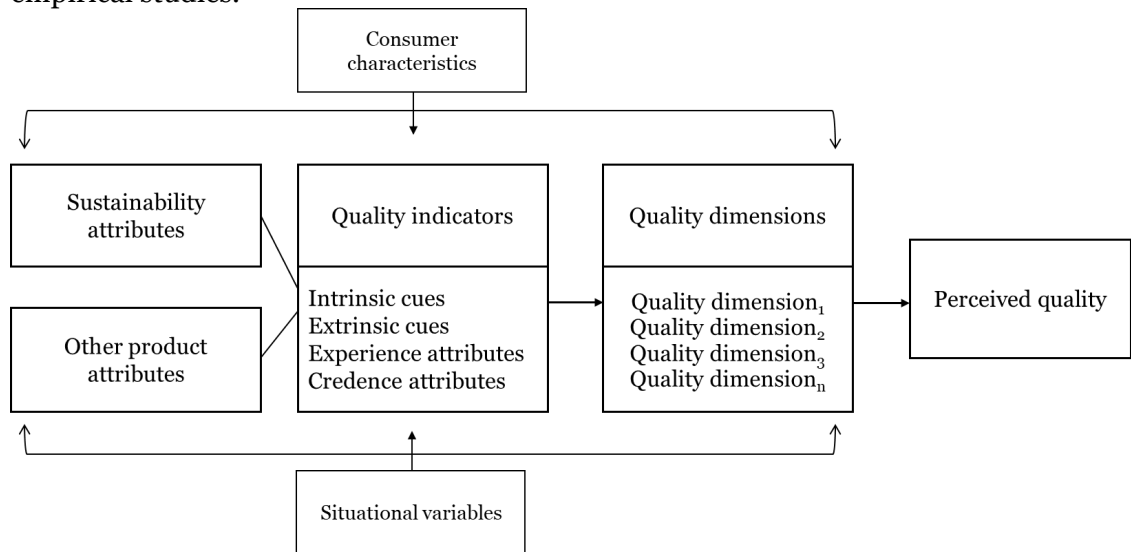 empirical studies.
Consumer
characteristics
Sustainability
attributes
Quality indicators
Quality dimensions
Other product
attributes
Intrinsic cues
Extrinsic cues
Experience attributes
Credence attributes
Quality dimension₁
Quality dimension₂
Quality dimension₃
Quality dimensionₙ
Perceived quality
Situational variables